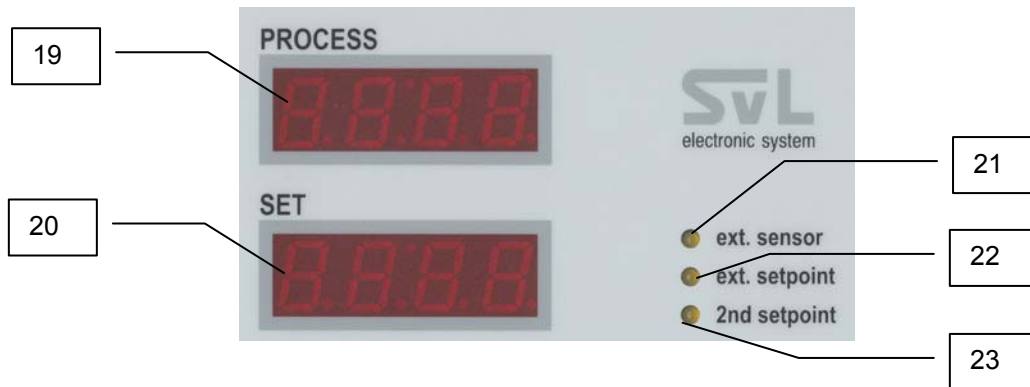 19
PROCESS
SvL
electronic system
21
20
SET
ext. sensor
22
ext. setpoint
2nd setpoint
23